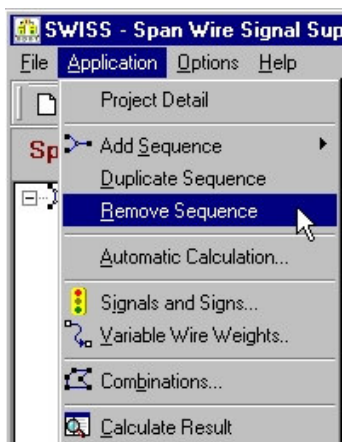 SWISS - Span Wire Signal Sup
File Application Options Help
Project Detail
Sp
Add Sequence
Duplicate Sequence
Remove Sequence
Automatic Calculation...
Signals and Signs...
Variable Wire Weights..
Combinations...
Calculate Result